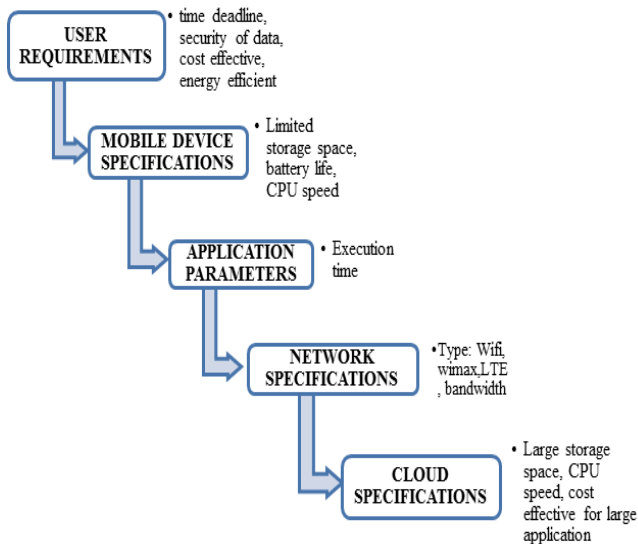 USER
REQUIREMENTS
• time deadline,
security of data,
cost effective,
energy efficient
MOBILE DEVICE
SPECIFICATIONS
• Limited
storage space,
battery life,
CPU speed
APPLICATION
PARAMETERS
• Execution
time
NETWORK
SPECIFICATIONS
•Type: Wifi,
wimax,LTE
, bandwidth
CLOUD
SPECIFICATIONS
• Large storage
space, CPU
speed, cost
effective for large
application